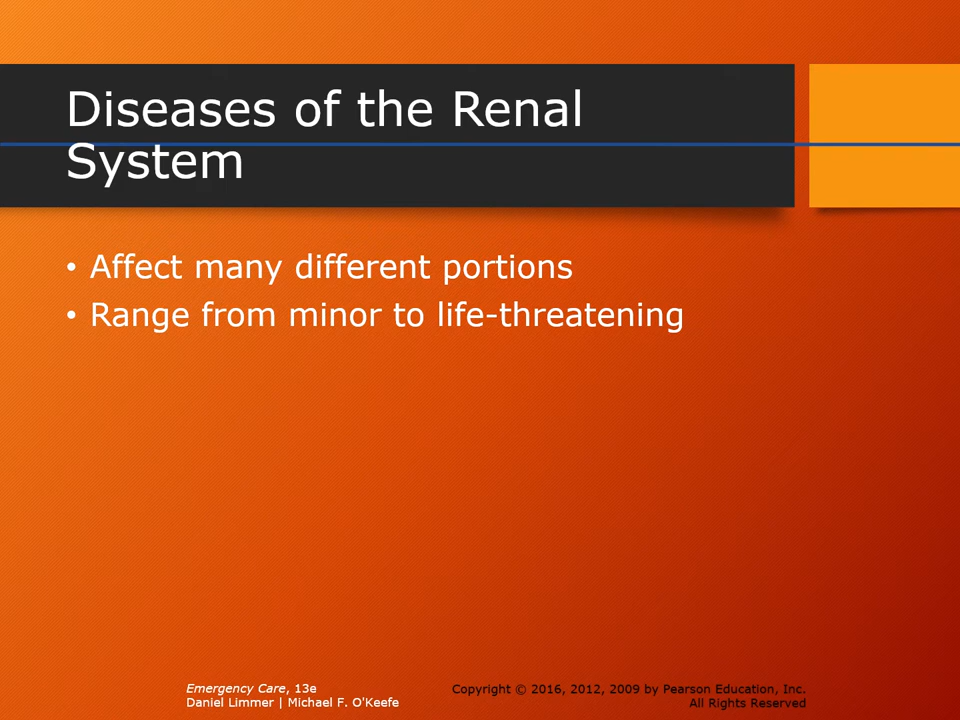 Diseases of the Renal
System
• Affect many different portions
• Range from minor to life-threatening
Emergency Care, 13e
Daniel Limmer | Michael F. O'Keefe
Copyright © 2016, 2012, 2009 by Pearson Education, Inc.
All Rights Reserved